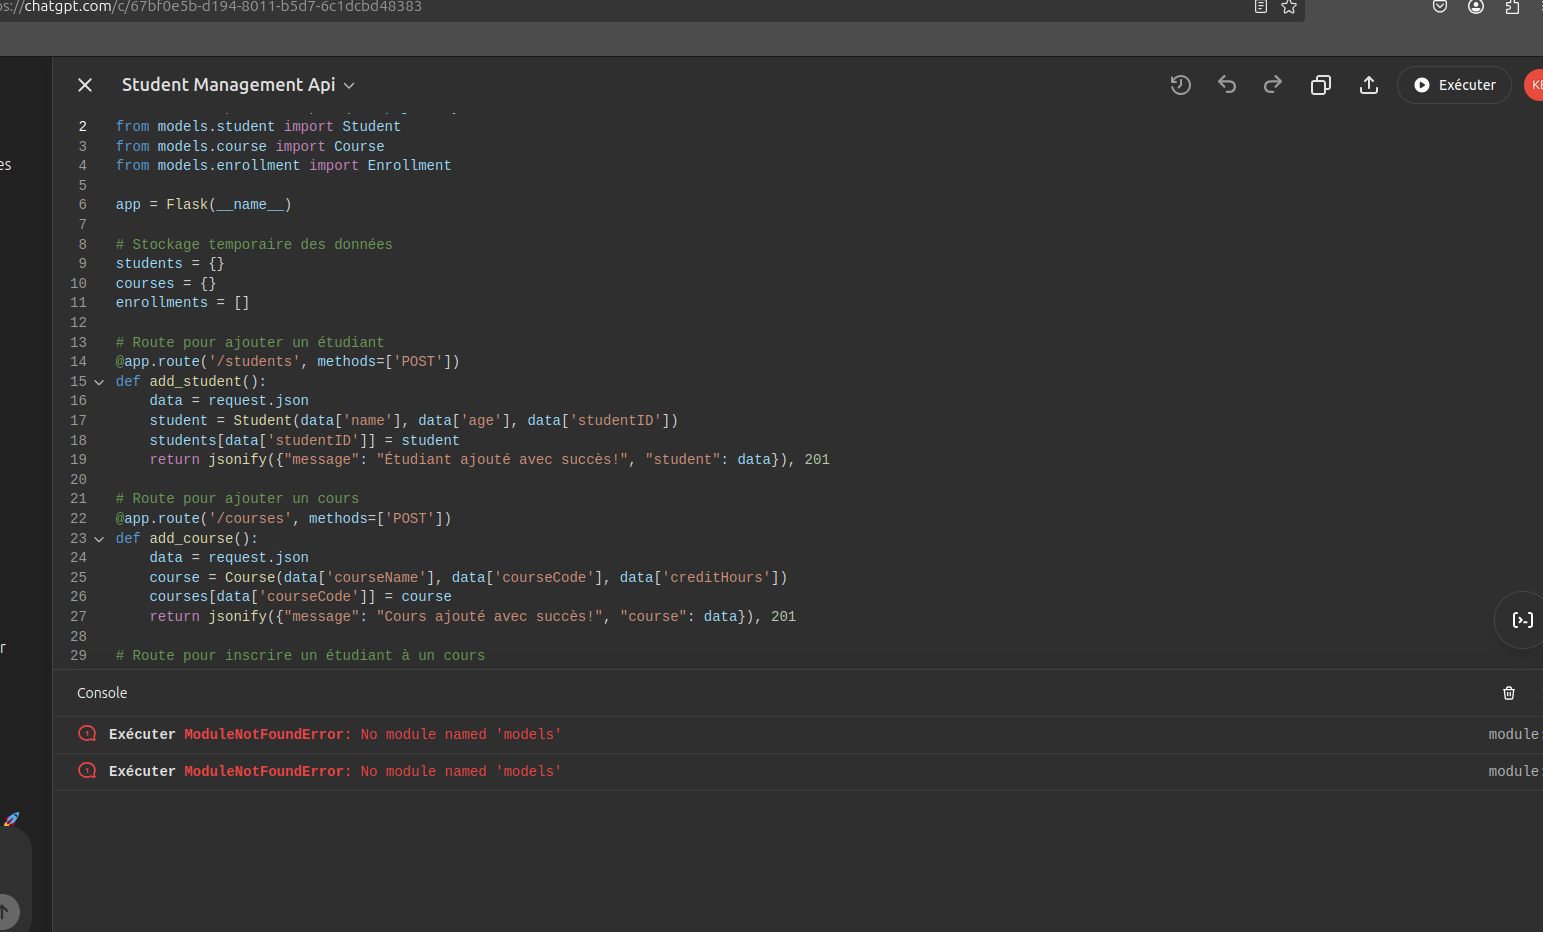 ps://chatgpt.com/c/67bf0e5b-d194-8011-b5d7-6c1dcbd48383
Student Management Api
Exécuter
KE
es
2 from models.student import Student
3 from models.course import Course
4 from models.enrollment import Enrollment
5
6 app = Flask(__name__)
7
8 # Stockage temporaire des données
9 students = {}
10 courses = {}
11 enrollments = []
12
13 # Route pour ajouter un étudiant
14 @app.route('/students', methods=['POST'])
15 def add_student():
16 data = request.json
17 student = Student(data['name'], data['age'], data['studentID'])
18 students[data['studentID']] = student
19 return jsonify({"message": "Étudiant ajouté avec succès!", "student": data}), 201
20
21 # Route pour ajouter un cours
22 @app.route('/courses', methods=['POST'])
23 def add_course():
24 data = request.json
25 course = Course(data['courseName'], data['courseCode'], data['creditHours'])
26 courses[data['courseCode']] = course
27 return jsonify({"message": "Cours ajouté avec succès!", "course": data}), 201
28
r
29 # Route pour inscrire un étudiant à un cours
Console
1 Exécuter ModuleNotFoundError: No module named 'models' module:
1 Exécuter ModuleNotFoundError: No module named 'models' module: